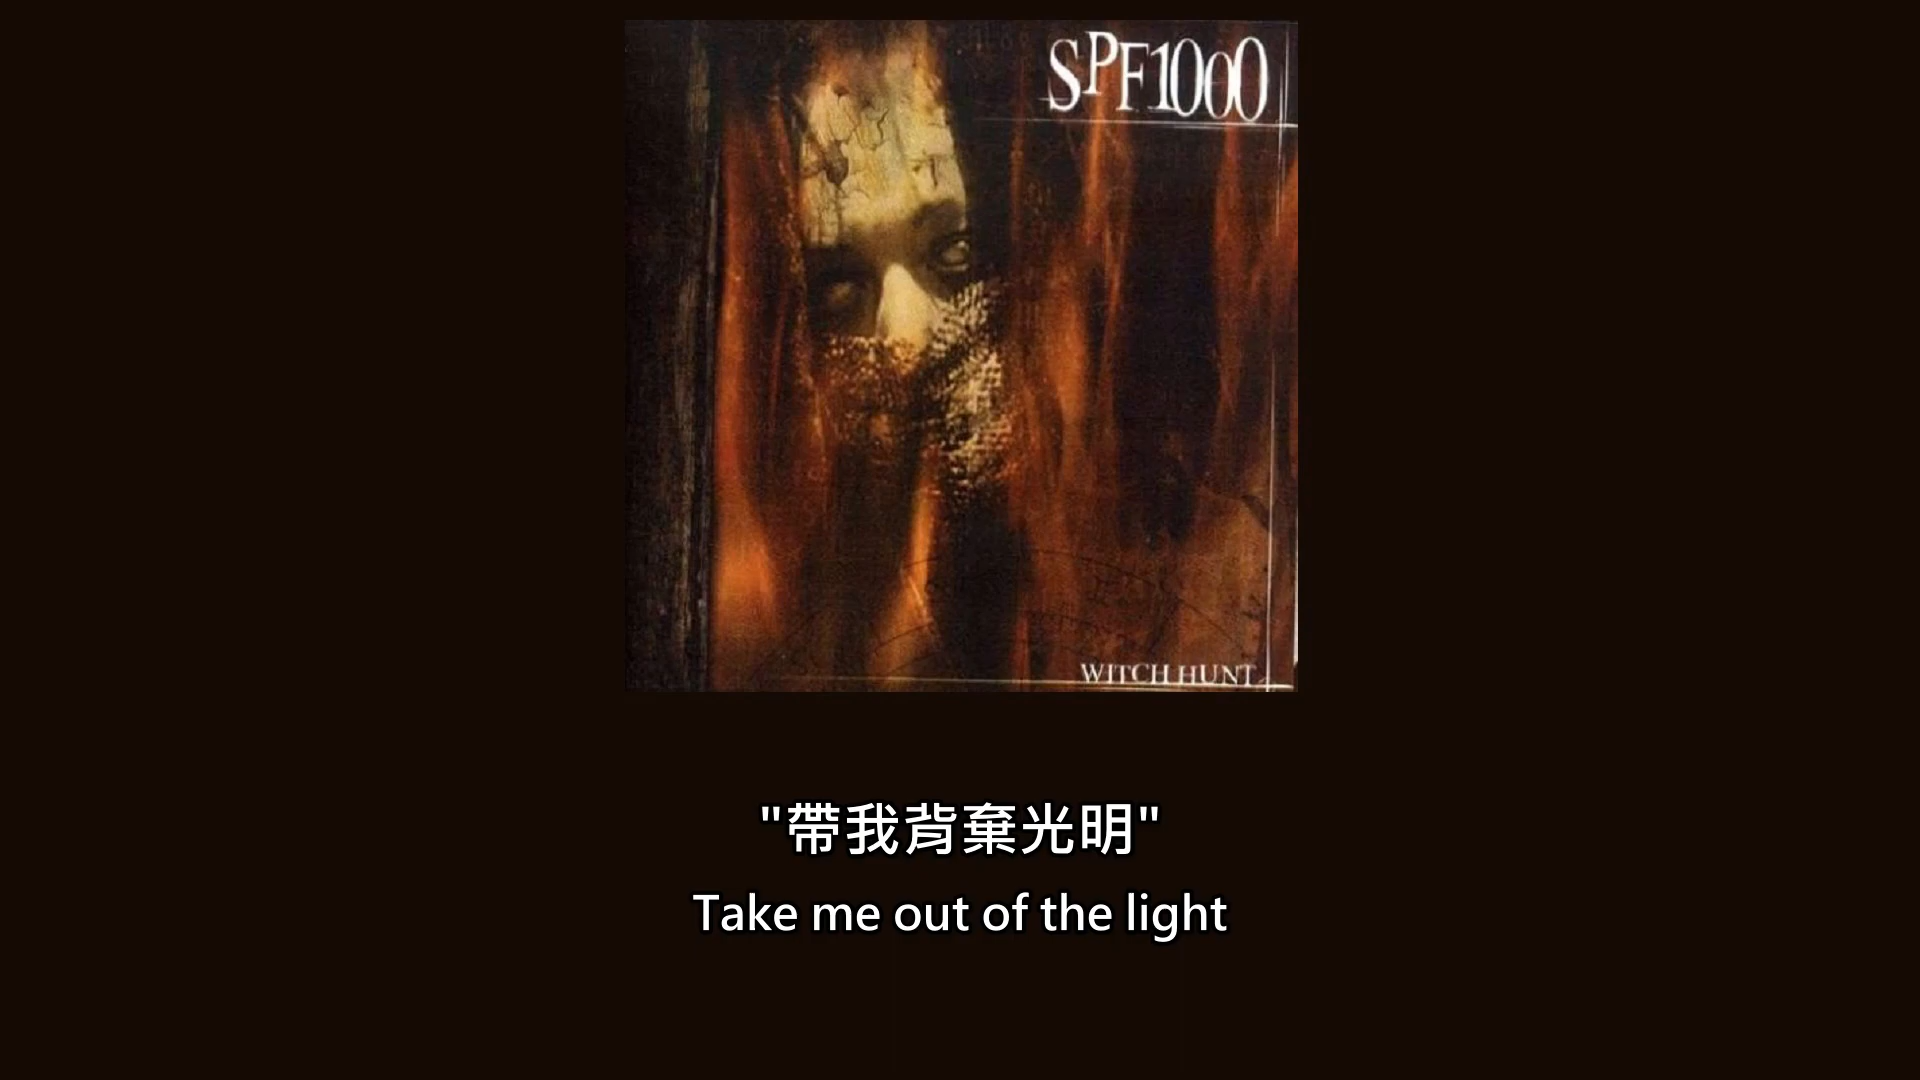 SPF1000
WITCH HUNT
"帶我背棄光明"
Take me out of the light